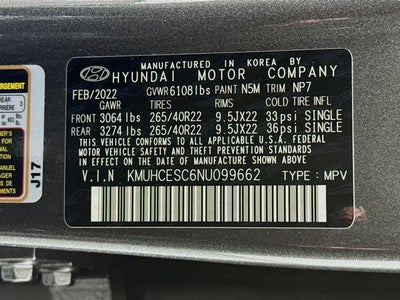 MANUFACTURED IN KOREA BY
HYUNDAI MOTOR COMPANY
FEB/2022 GVWR 6108lbs PAINT N5M TRIM NP7
GAWR TIRES RIMS COLD TIRE INFL
FRONT 3064 lbs 265/40R22 9.5JX22 33psi SINGLE
REAR 3274 lbs 265/40R22 9.5JX22 36psi SINGLE
THIS VEHICLE CONFORMS TO ALL APPLICABLE U.S.A. FEDERAL
MOTOR VEHICLE SAFETY AND THEFT PREVENTION STANDARDS
IN EFFECT ON THE DATE OF MANUFACTURE SHOWN ABOVE.
V.I.N KMUHCESC6NU099662 TYPE: MPV
REAR
3
J17